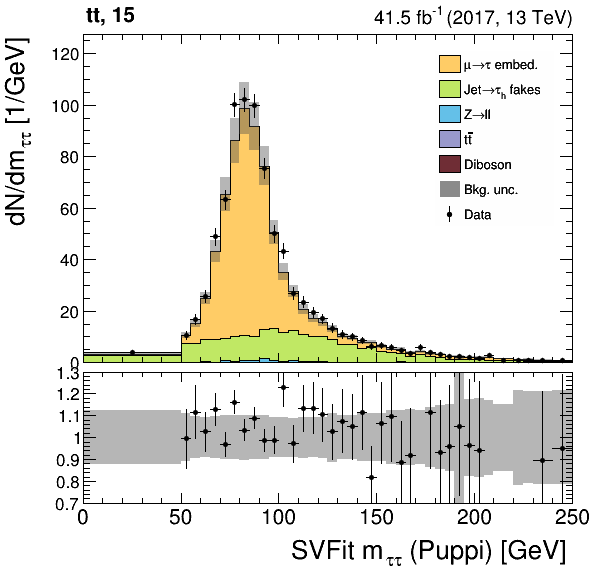 tt, 15
41.5 fb⁻¹ (2017, 13 TeV)
dN/dm_ττ [1/GeV]
120
100
80
60
40
20
0
μ→τ embed.
Jet→τ_h fakes
Z→ll
tt̄
Diboson
Bkg. unc.
Data
1.3
1.2
1.1
1
0.9
0.8
0.7
0 50 100 150 200 250
SVFit m_ττ (Puppi) [GeV]